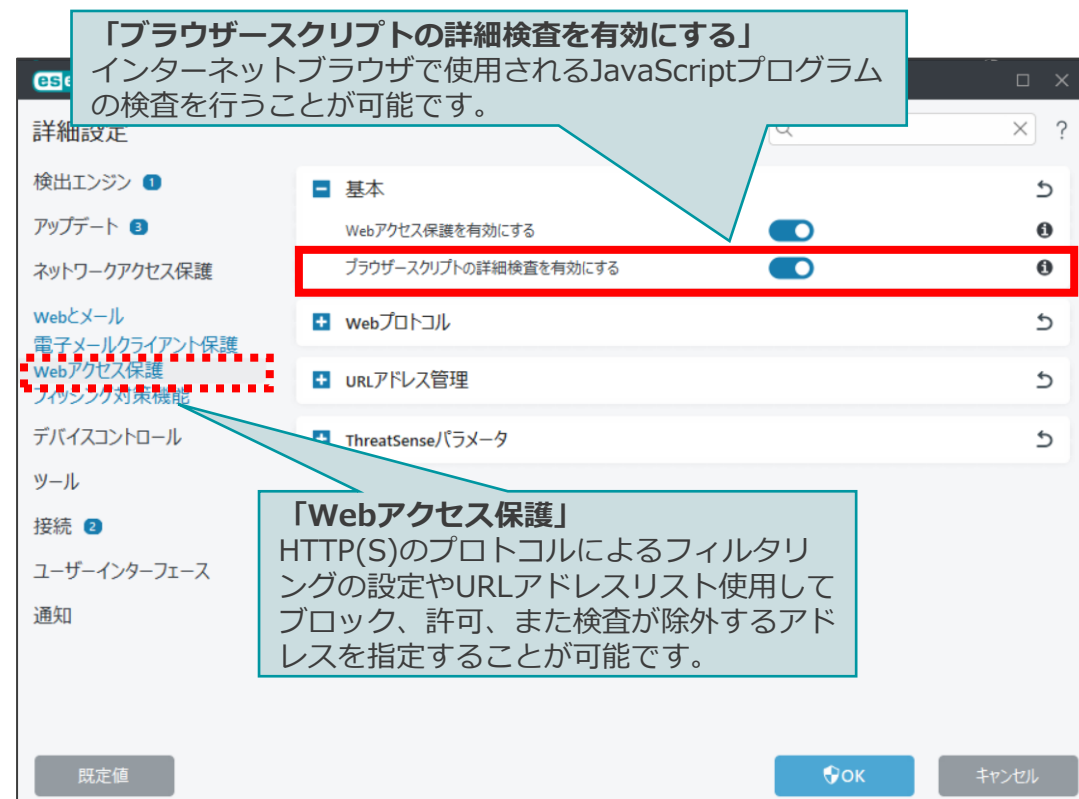 「ブラウザースクリプトの詳細検査を有効にする」
インターネットブラウザで使用されるJavaScriptプログラム
の検査を行うことが可能です。
詳細設定
?
検出エンジン 1
アップデート 3
ネットワークアクセス保護
Webとメール
電子メールクライアント保護
Webアクセス保護
フィッシング対策機能
デバイスコントロール
ツール
接続 2
ユーザーインターフェース
通知
基本
Webアクセス保護を有効にする
ブラウザースクリプトの詳細検査を有効にする
Webプロトコル
URLアドレス管理
ThreatSenseパラメータ
「Webアクセス保護」
HTTP(S)のプロトコルによるフィルタリ
ングの設定やURLアドレスリスト使用して
ブロック、許可、また検査が除外するアド
レスを指定することが可能です。
既定値
OK
キャンセル